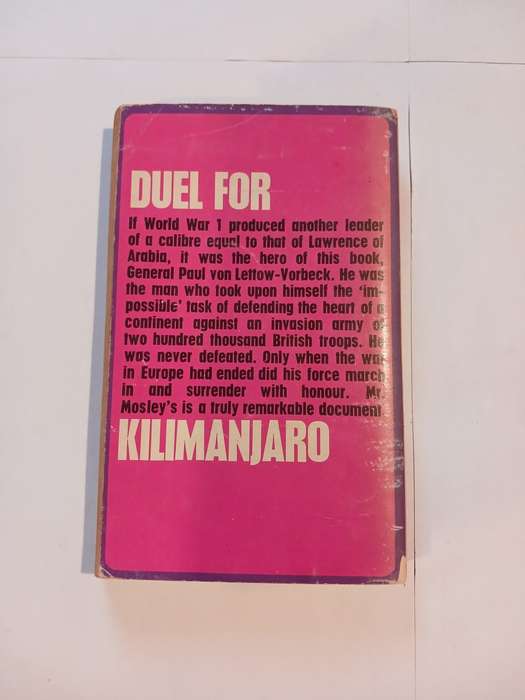 DUEL FOR
If World War 1 produced another leader
of a calibre equal to that of Lawrence of
Arabia, it was the hero of this book,
General Paul von Lettow-Vorbeck. He was
the man who took upon himself the ‘im-
possible’ task of defending the heart of a
continent against an invasion army of
two hundred thousand British troops. He
was never defeated. Only when the war
in Europe had ended did his force march
in and surrender with honour. Mr.
Mosley's is a truly remarkable document.
KILIMANJARO